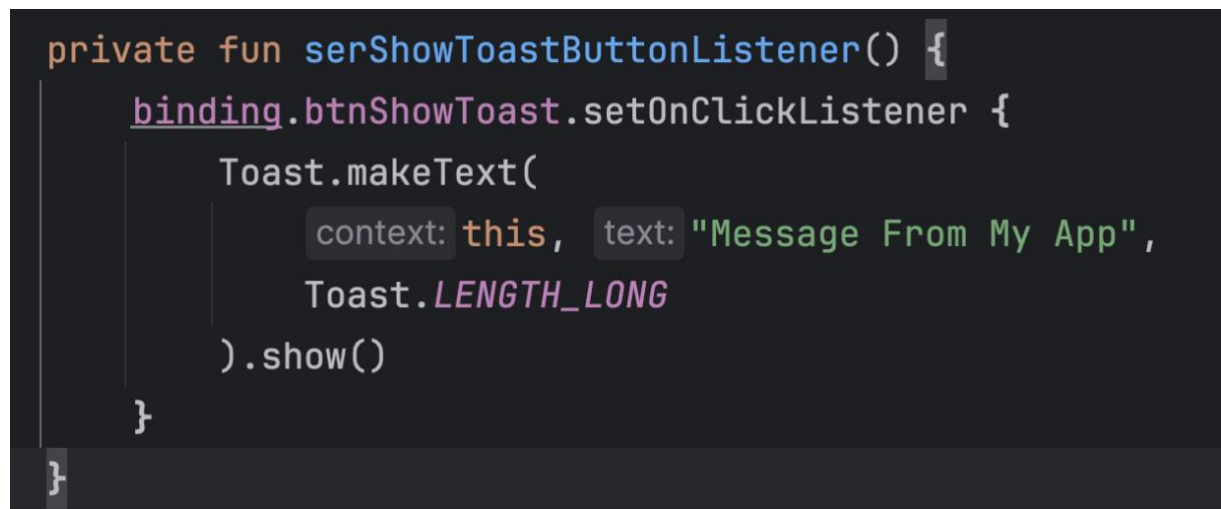 private fun serShowToastButtonListener() {
binding.btnShowToast.setOnClickListener {
Toast.makeText(
context: this, text: "Message From My App",
Toast.LENGTH_LONG
).show()
}
}